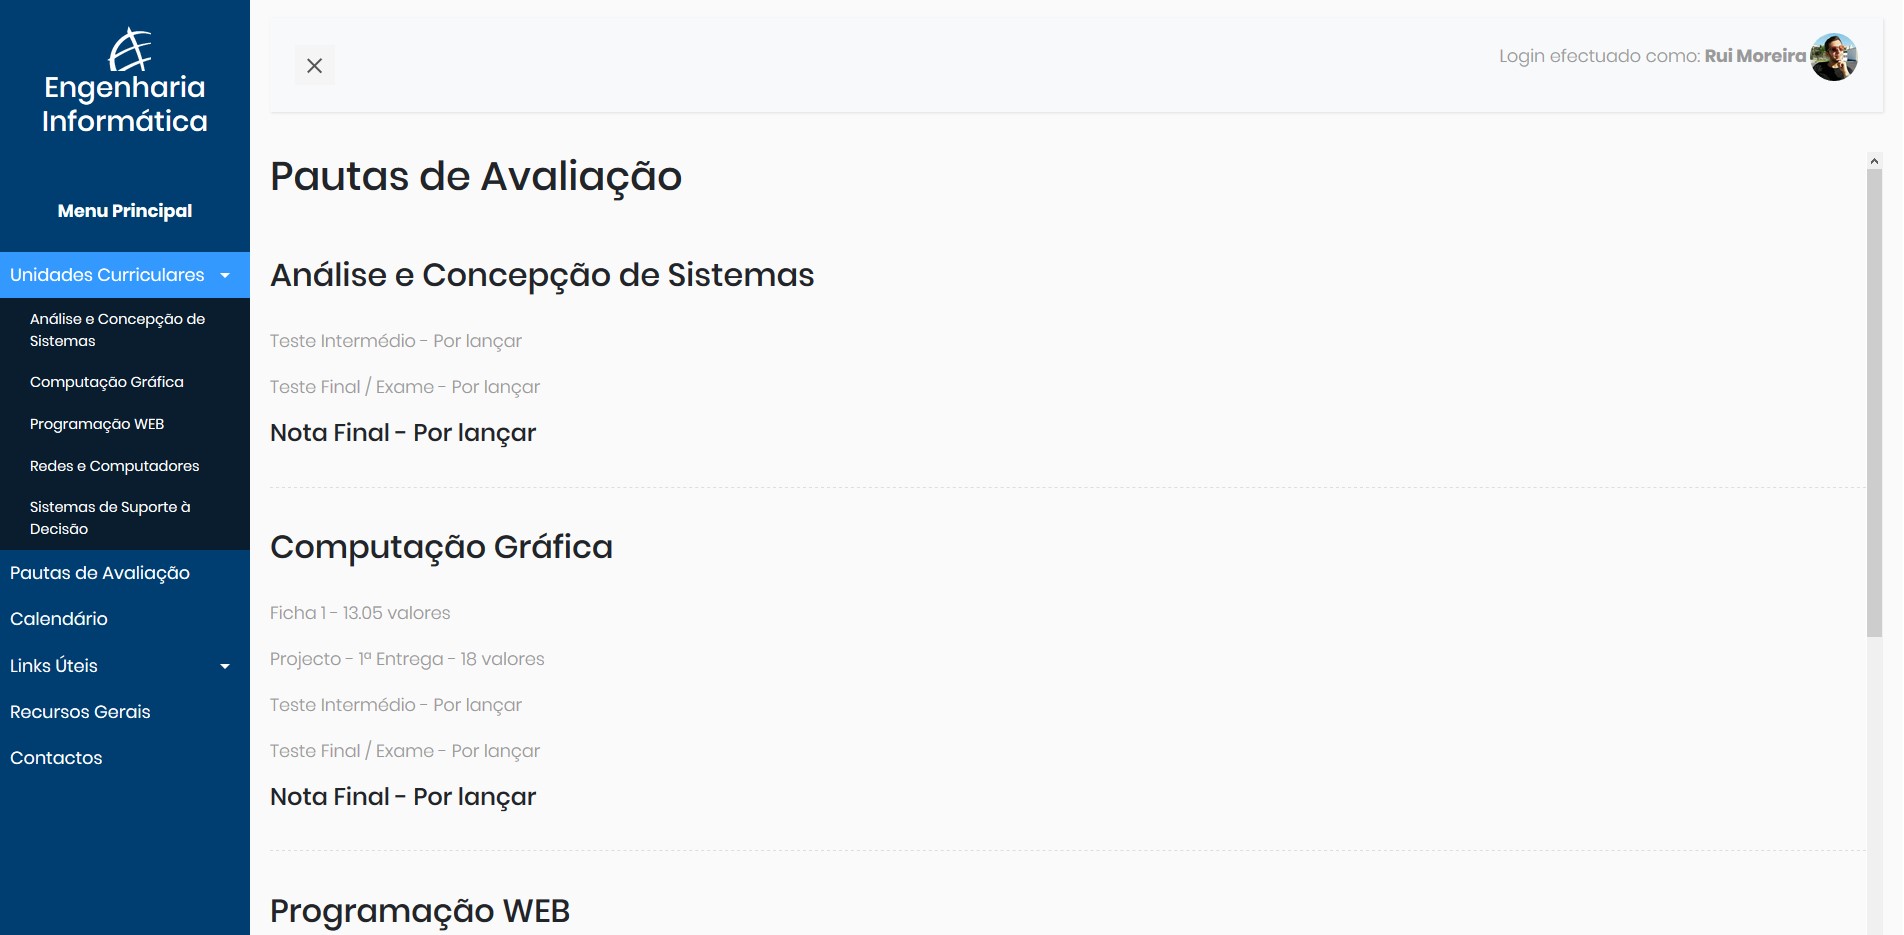 Engenharia
Informática
Menu Principal
Unidades Curriculares
Análise e Concepção de
Sistemas
Computação Gráfica
Programação WEB
Redes e Computadores
Sistemas de Suporte à
Decisão
Pautas de Avaliação
Calendário
Links Úteis
Recursos Gerais
Contactos
Login efectuado como: Rui Moreira
Pautas de Avaliação
Análise e Concepção de Sistemas
Teste Intermédio - Por lançar
Teste Final / Exame - Por lançar
Nota Final - Por lançar
Computação Gráfica
Ficha 1 - 13.05 valores
Projecto - 1ª Entrega - 18 valores
Teste Intermédio - Por lançar
Teste Final / Exame - Por lançar
Nota Final - Por lançar
Programação WEB